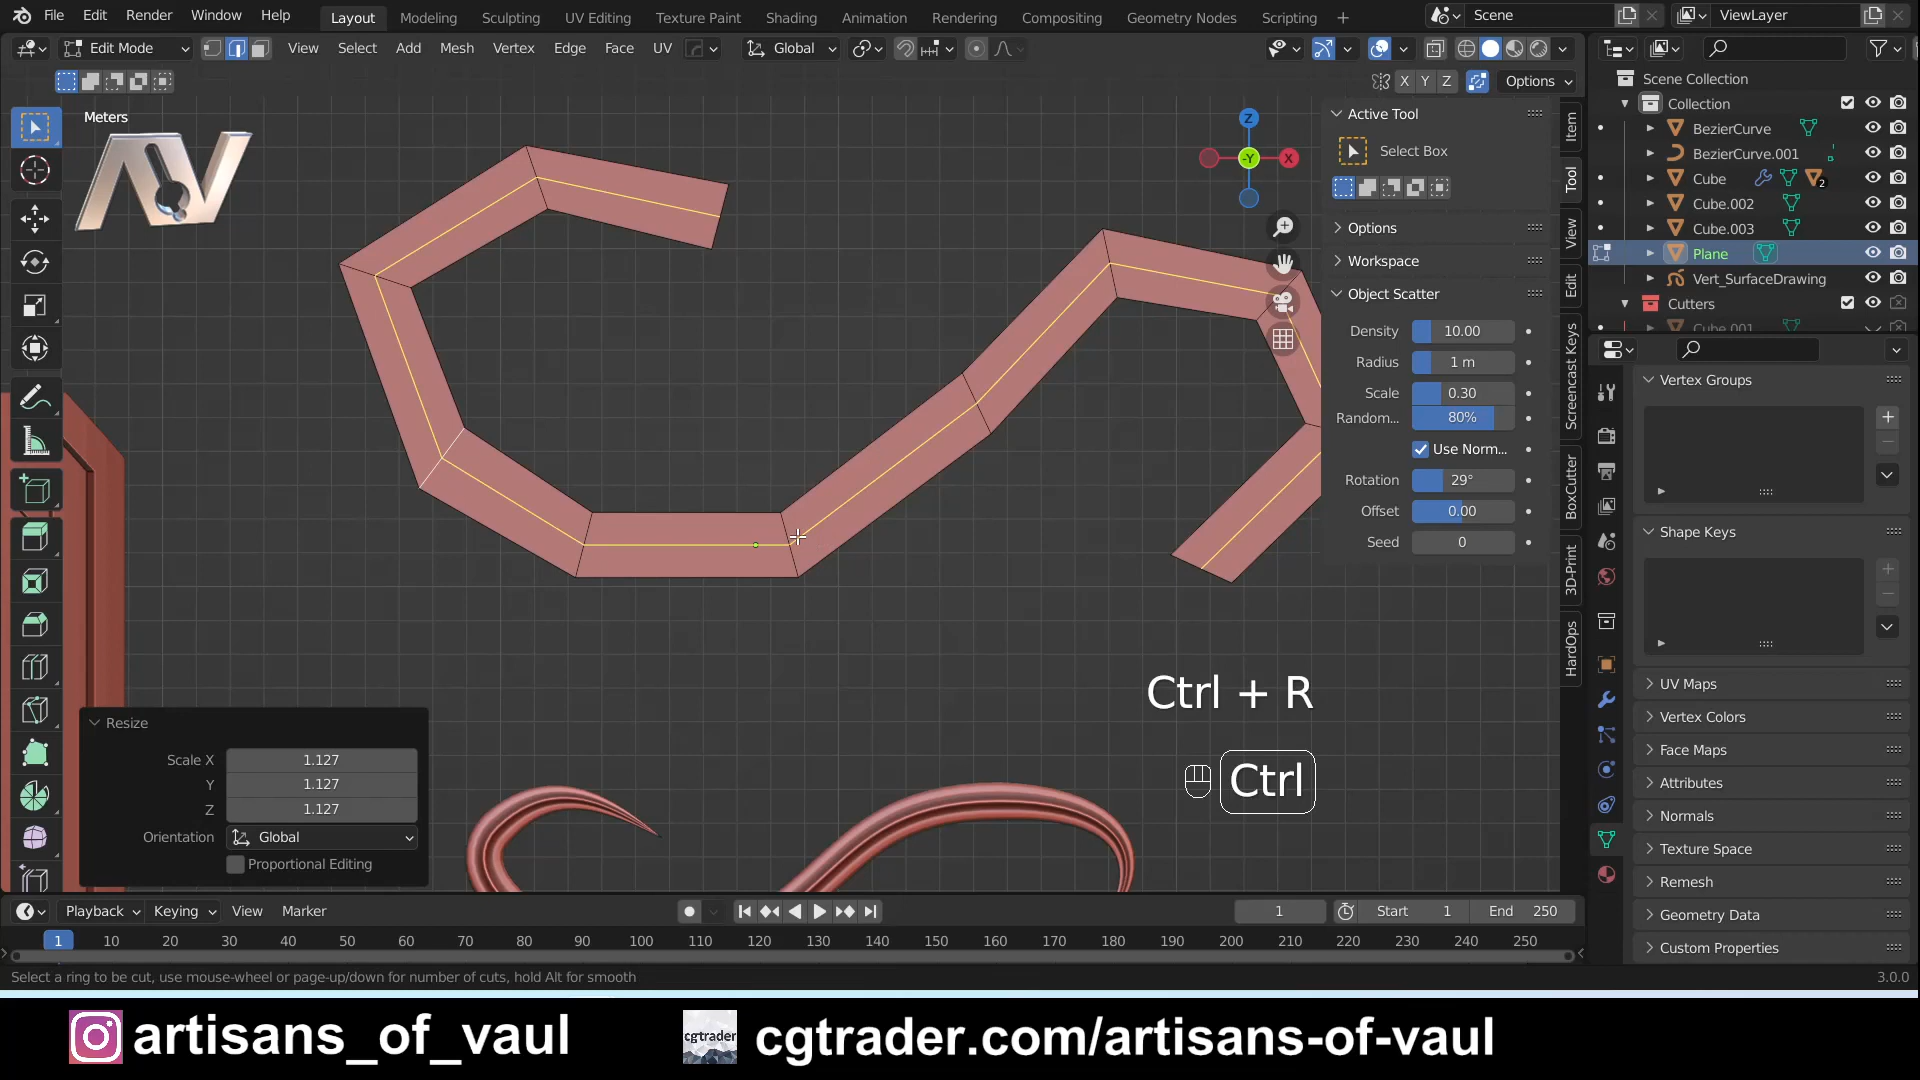 File Edit Render Window Help Layout Modeling Sculpting UV Editing Texture Paint Shading Animation Rendering Compositing Geometry Nodes Scripting + Scene ViewLayer
Edit Mode View Select Add Mesh Vertex Edge Face UV Global
X Y Z Options
Meters
Scene Collection
Collection
BezierCurve
BezierCurve.001
Cube 2
Cube.002
Cube.003
Plane
Vert_SurfaceDrawing
Cutters
Cube.001
Z
-Y X
Active Tool
Select Box
Options
Workspace
Object Scatter
Density 10.00
Radius 1 m
Scale 0.30
Random... 80%
Use Norm...
Rotation 29°
Offset 0.00
Seed 0
Item
Tool
View
Edit
Screencast Keys
BoxCutter
3D-Print
HardOps
Vertex Groups
Shape Keys
UV Maps
Vertex Colors
Face Maps
Attributes
Normals
Texture Space
Remesh
Geometry Data
Custom Properties
Ctrl + R
Ctrl
Resize
Scale X 1.127
Y 1.127
Z 1.127
Orientation Global
Proportional Editing
Playback Keying View Marker 1 Start 1 End 250
1 10 20 30 40 50 60 70 80 90 100 110 120 130 140 150 160 170 180 190 200 210 220 230 240 250
Select a ring to be cut, use mouse-wheel or page-up/down for number of cuts, hold Alt for smooth 3.0.0
artisans_of_vaul cgtrader cgtrader.com/artisans-of-vaul